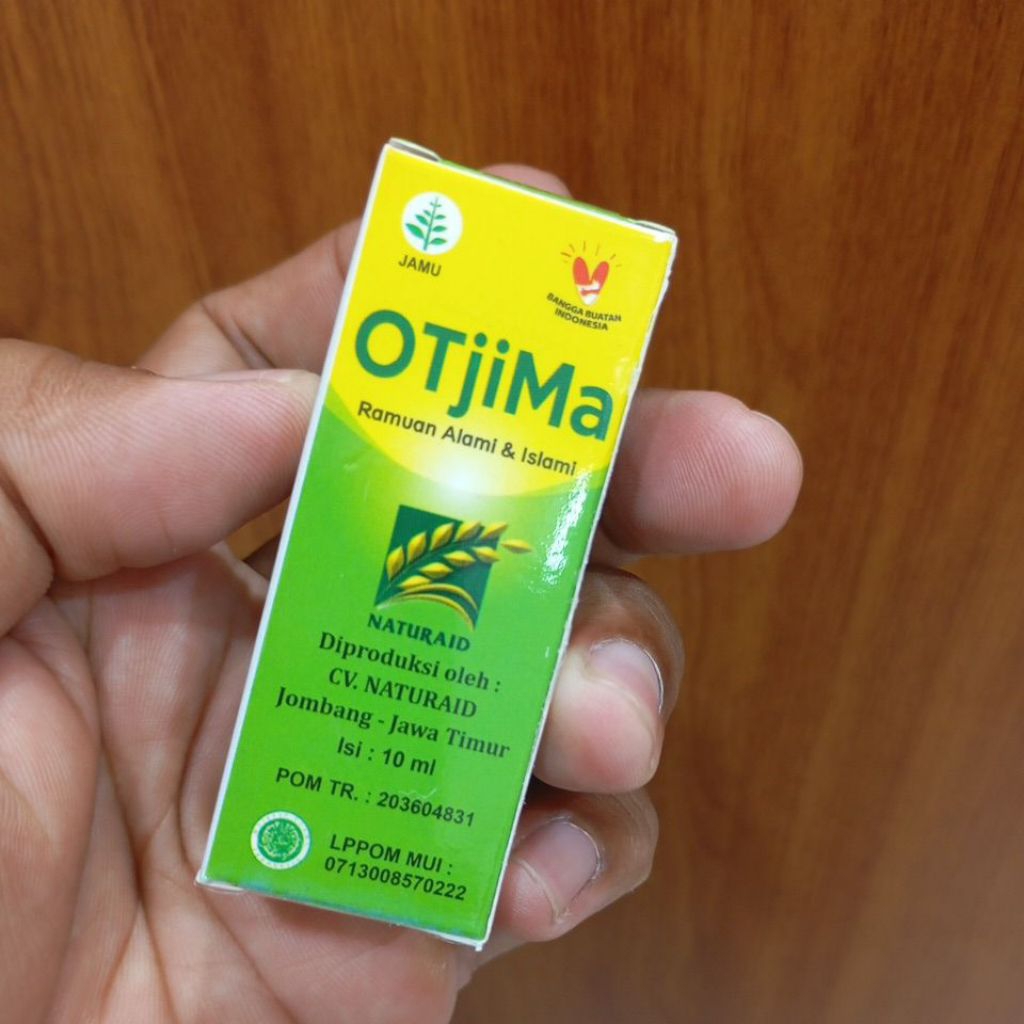 JAMU
BANGGA BUATAN
INDONESIA
OTjiMa
Ramuan Alami & Islami
NATURAID
Diproduksi oleh :
CV. NATURAID
Jombang - Jawa Timur
Isi : 10 ml
POM TR. : 203604831
LPPOM MUI :
0713008570222